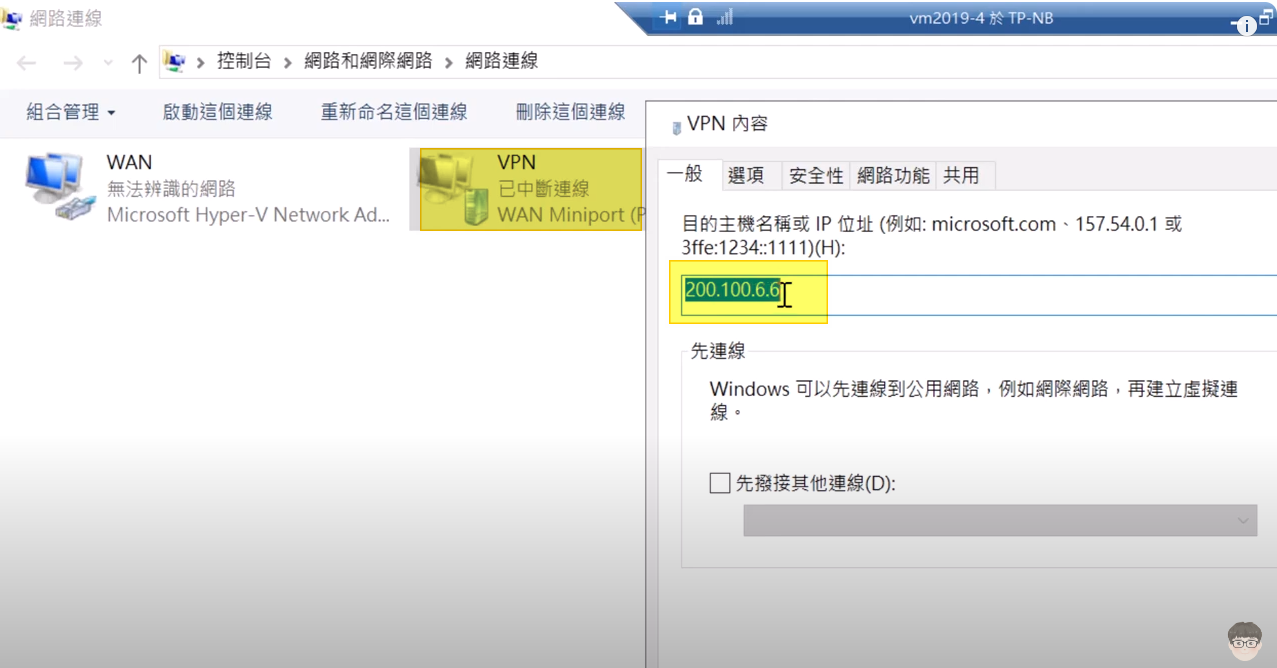 網路連線
vm2019-4 於 TP-NB
控制台 > 網路和網際網路 > 網路連線
組合管理 啟動這個連線 重新命名這個連線 刪除這個連線
WAN
無法辨識的網路
Microsoft Hyper-V Network Ad...
VPN
已中斷連線
WAN Miniport (P
VPN 內容
一般 選項 安全性 網路功能 共用
目的主機名稱或 IP 位址 (例如: microsoft.com、157.54.0.1 或
3ffe:1234::1111)(H):
200.100.6.6
先連線
Windows 可以先連線到公用網路，例如網際網路，再建立虛擬連
線。
先撥接其他連線(D):